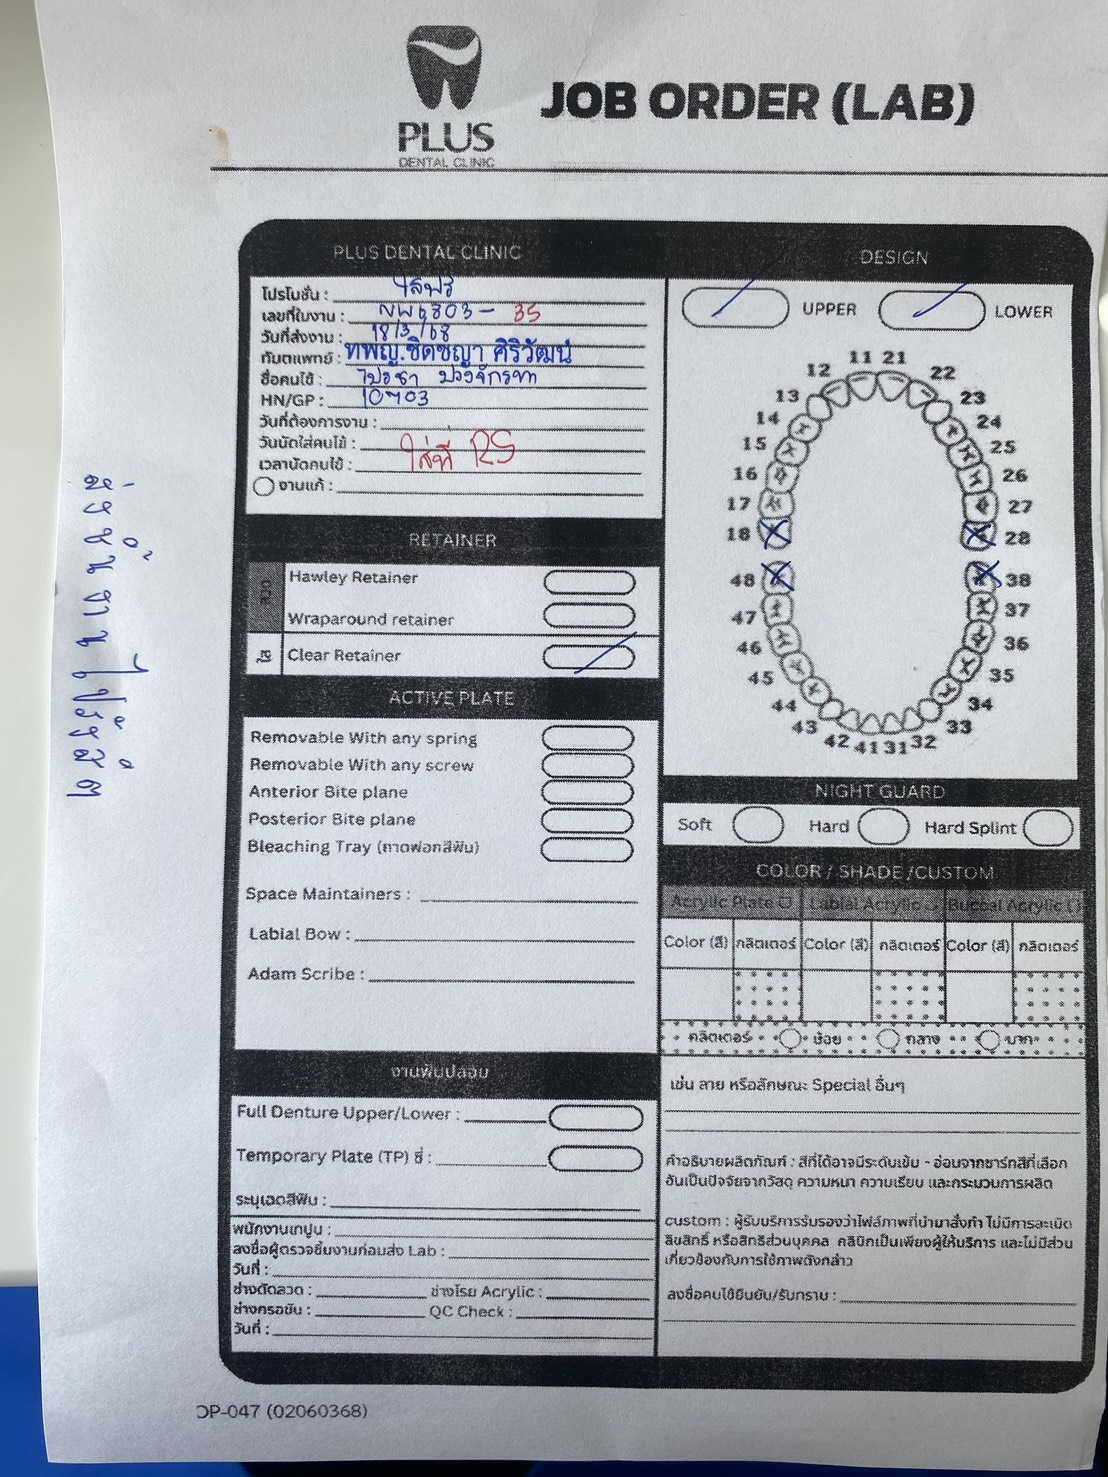 PLUS
DENTAL CLINIC
JOB ORDER (LAB)
PLUS DENTAL CLINIC
โปรโมชั่น :
เลขที่ใบงาน : NW6803 - 35
วันที่ส่งงาน : 18/3/68
ทันตแพทย์ : ทพญ.ชิดชญา ศิริวัฒน์
ชื่อคนไข้ :
HN/GP : 10703
วันที่ต้องการงาน :
วันนัดใส่คนไข้ :
เวลานัดคนไข้ : ใส่ที่ RS
งานแก้ :
RETAINER
ลวด
Hawley Retainer
Wraparound retainer
ใส
Clear Retainer
ACTIVE PLATE
Removable With any spring
Removable With any screw
Anterior Bite plane
Posterior Bite plane
Bleaching Tray (ถาดฟอกสีฟัน)
Space Maintainers :
Labial Bow :
Adam Scribe :
งานฟันปลอม
Full Denture Upper/Lower :
Temporary Plate (TP) ซี่ :
ระบุเฉดสีฟัน :
พนักงานเทปูน :
ลงชื่อผู้ตรวจชิ้นงานก่อนส่ง Lab :
วันที่ :
ช่างดัดลวด : ช่างโรย Acrylic :
ช่างกรอขัด : QC Check :
วันที่ :
DESIGN
UPPER LOWER
11 21
12 22
13 23
14 24
15 25
16 26
17 27
18 28
48 38
47 37
46 36
45 35
44 34
43 33
42 41 31 32
NIGHT GUARD
Soft Hard Hard Splint
COLOR / SHADE /CUSTOM
Acrylic Plate Labial Acrylic Buccal Acrylic
Color (สี) กลิตเตอร์ Color (สี) กลิตเตอร์ Color (สี) กลิตเตอร์
กลิตเตอร์ น้อย กลาง มาก
เช่น ลาย หรือลักษณะ Special อื่นๆ
คำอธิบายผลิตภัณฑ์ : สีที่ได้อาจมีระดับเข้ม - อ่อนจากชาร์ทสีที่เลือก
อันเป็นปัจจัยจากวัสดุ ความหนา ความเรียบ และกระบวนการผลิต
custom : ผู้รับบริการรับรองว่าไฟล์ภาพที่นำมาสั่งทำ ไม่มีการละเมิด
ลิขสิทธิ์ หรือสิทธิส่วนบุคคล คลินิกเป็นเพียงผู้ให้บริการ และไม่มีส่วน
เกี่ยวข้องกับการใช้ภาพดังกล่าว
ลงชื่อคนไข้ยืนยัน/รับทราบ :
OP-047 (02060368)